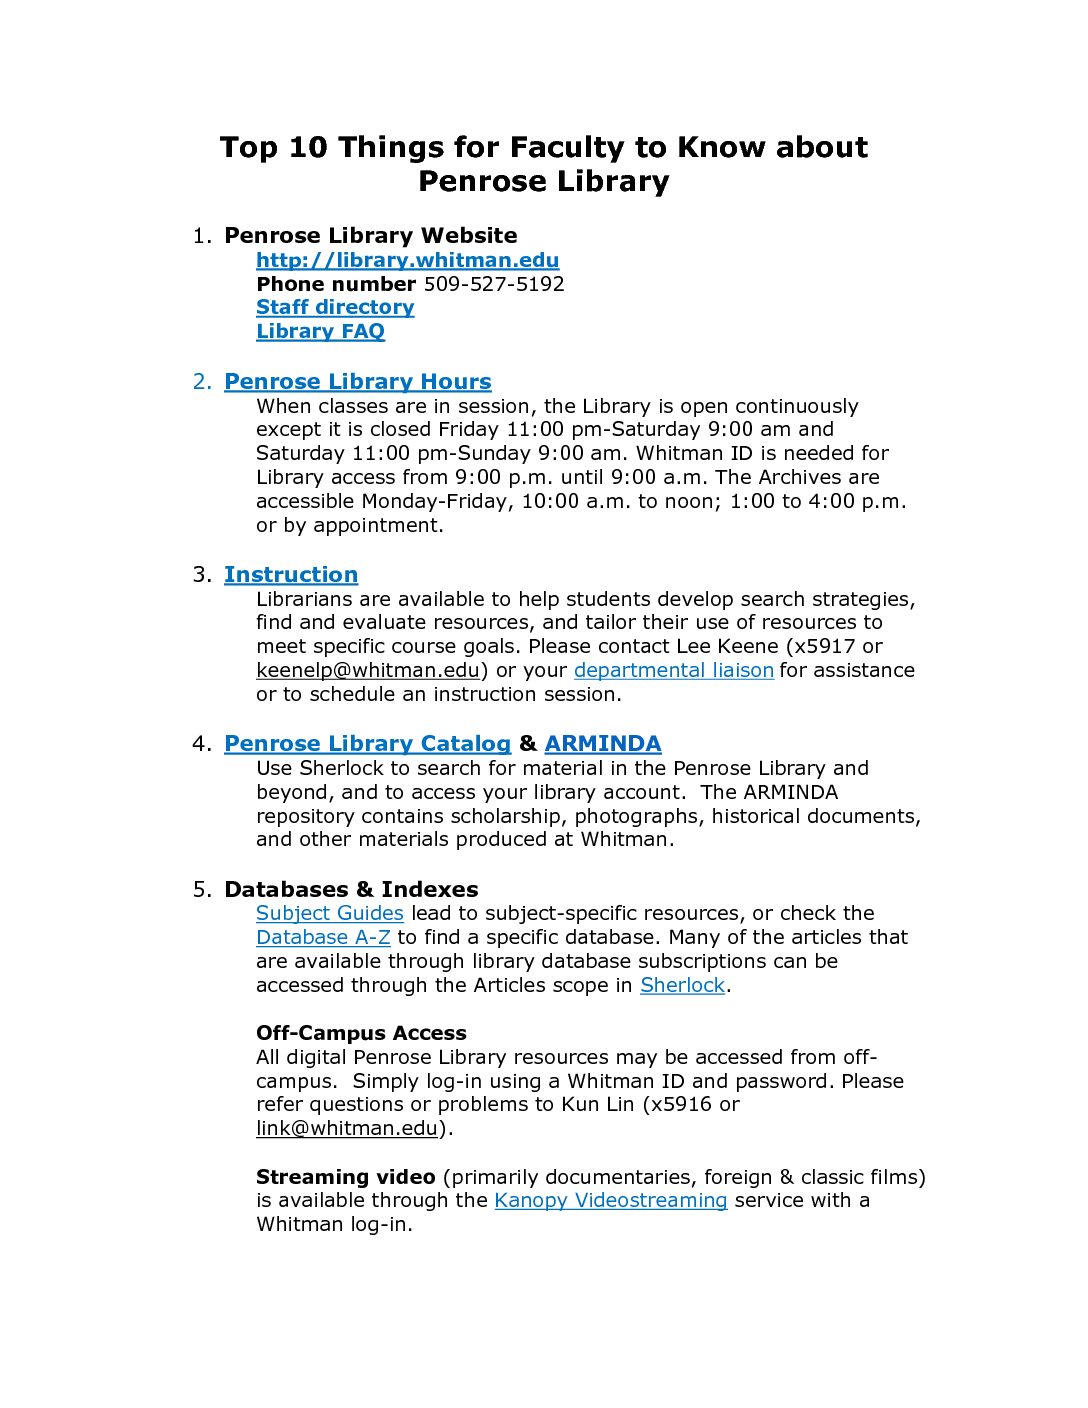 Top 10 Things for Faculty to Know about
Penrose Library
1. Penrose Library Website
http://library.whitman.edu
Phone number 509-527-5192
Staff directory
Library FAQ
2. Penrose Library Hours
When classes are in session, the Library is open continuously
except it is closed Friday 11:00 pm-Saturday 9:00 am and
Saturday 11:00 pm-Sunday 9:00 am. Whitman ID is needed for
Library access from 9:00 p.m. until 9:00 a.m. The Archives are
accessible Monday-Friday, 10:00 a.m. to noon; 1:00 to 4:00 p.m.
or by appointment.
3. Instruction
Librarians are available to help students develop search strategies,
find and evaluate resources, and tailor their use of resources to
meet specific course goals. Please contact Lee Keene (x5917 or
keenelp@whitman.edu) or your departmental liaison for assistance
or to schedule an instruction session.
4. Penrose Library Catalog & ARMINDA
Use Sherlock to search for material in the Penrose Library and
beyond, and to access your library account.  The ARMINDA
repository contains scholarship, photographs, historical documents,
and other materials produced at Whitman.
5. Databases & Indexes
Subject Guides lead to subject-specific resources, or check the
Database A-Z to find a specific database. Many of the articles that
are available through library database subscriptions can be
accessed through the Articles scope in Sherlock.
Off-Campus Access
All digital Penrose Library resources may be accessed from off-
campus.  Simply log-in using a Whitman ID and password. Please
refer questions or problems to Kun Lin (x5916 or
link@whitman.edu).
Streaming video (primarily documentaries, foreign & classic films)
is available through the Kanopy Videostreaming service with a
Whitman log-in.